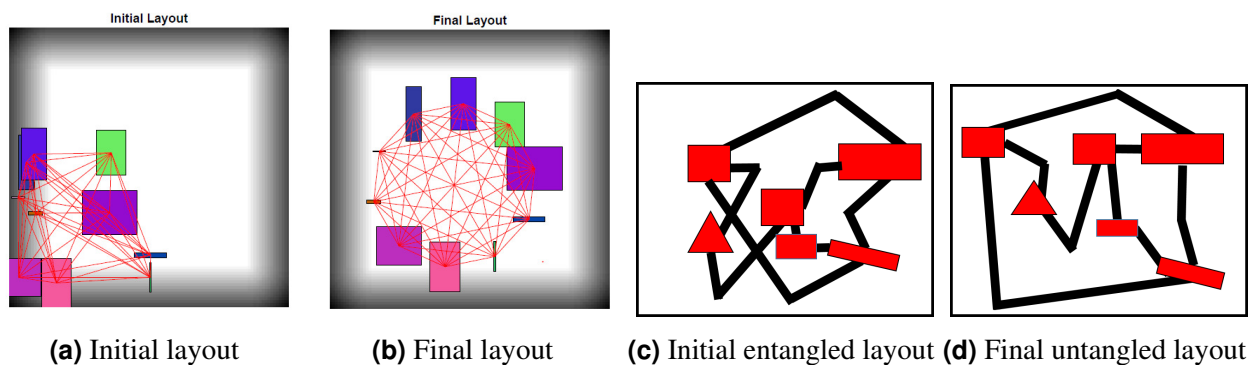 Initial Layout
Final Layout
(a) Initial layout
(b) Final layout
(c) Initial entangled layout
(d) Final untangled layout